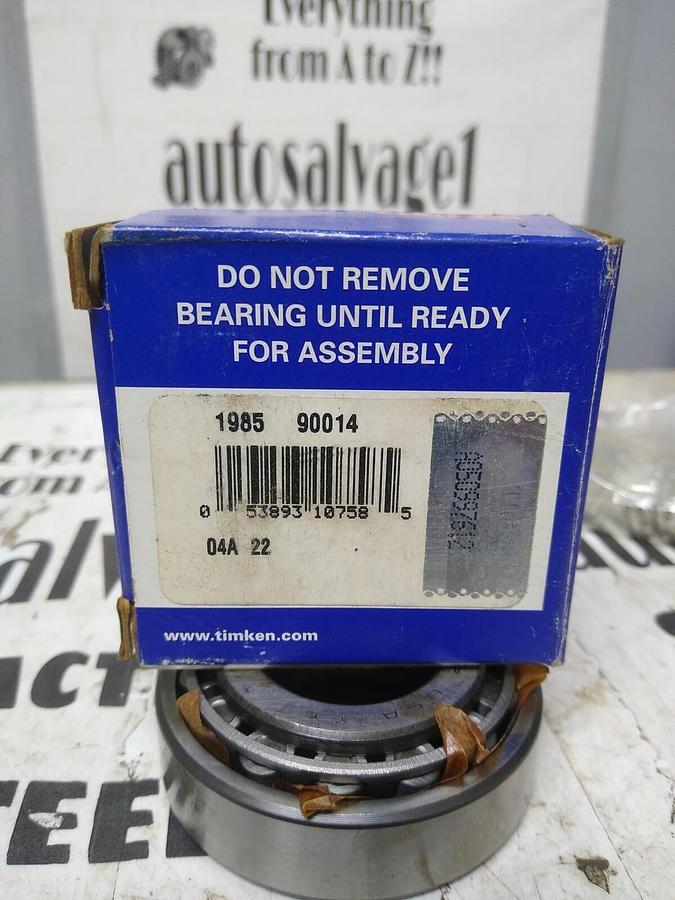 Everything
from A to Z!!
autosalvage1
DO NOT REMOVE
BEARING UNTIL READY
FOR ASSEMBLY
1985 90014
0 53893 10758 5
04A 22
www.timken.com
USA